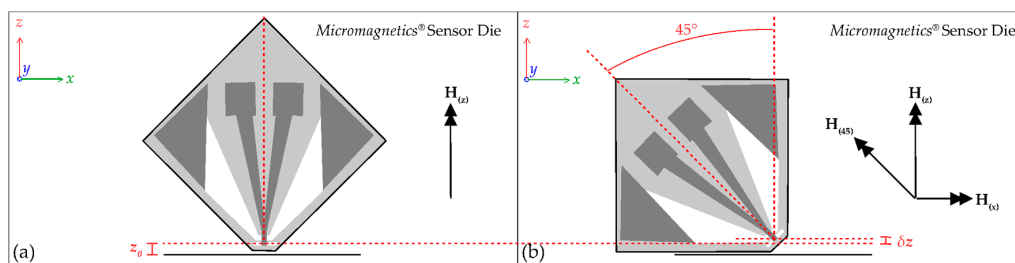 z
Micromagnetics® Sensor Die
y
x
H(z)
z0
(a)
z
45°
Micromagnetics® Sensor Die
y
x
H(z)
H(45)
H(x)
(b)
δz